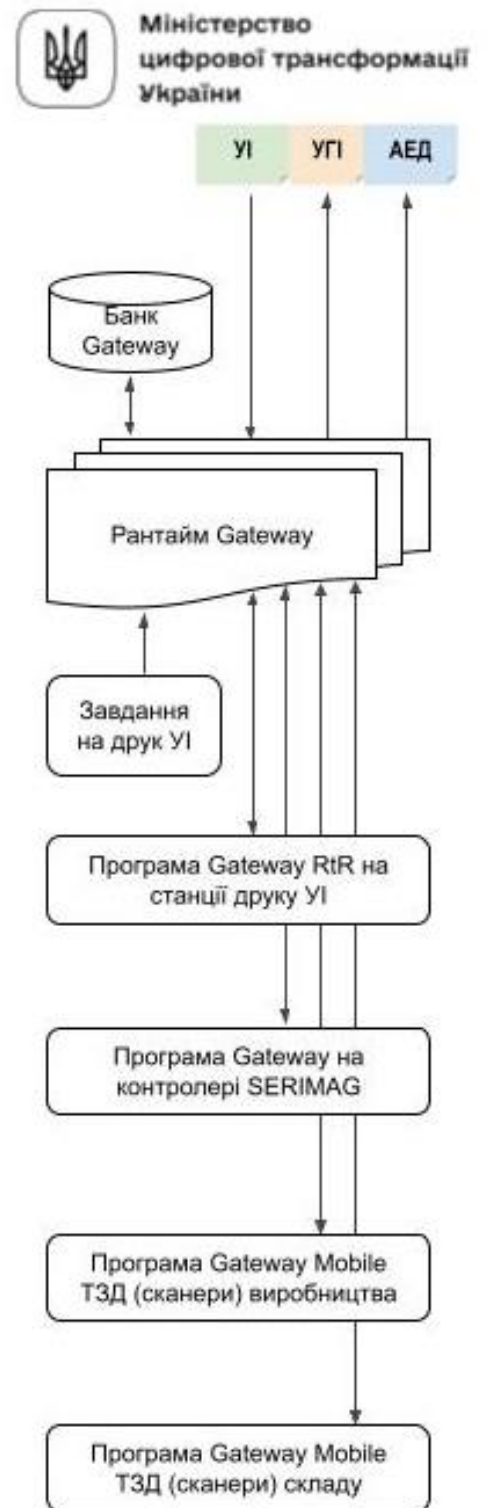 Міністерство
цифрової трансформації
України
УІ УГІ АЕД
Банк
Gateway
Рантайм Gateway
Завдання
на друк УІ
Програма Gateway RtR на
станції друку УІ
Програма Gateway на
контролері SERIMAG
Програма Gateway Mobile
ТЗД (сканери) виробництва
Програма Gateway Mobile
ТЗД (сканери) складу